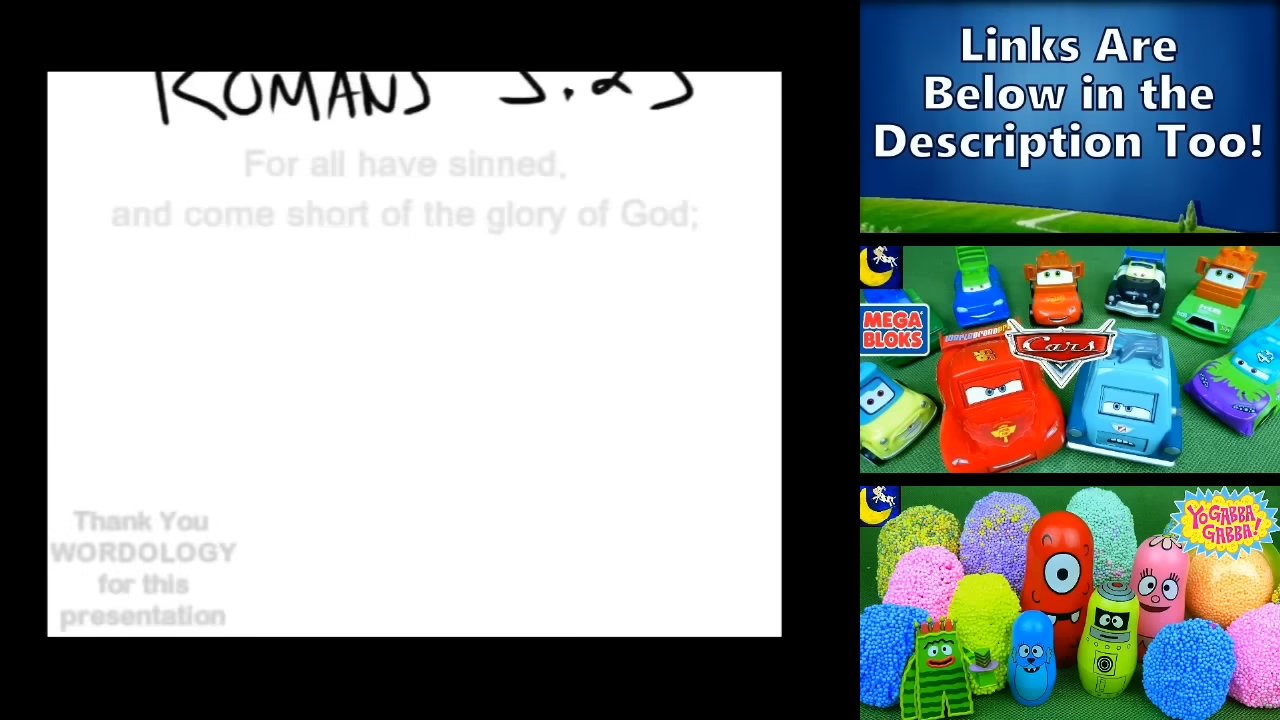 ROMANS 3:23
For all have sinned,
and come short of the glory of God;
Thank You
WORDOLOGY
for this
presentation
Links Are
Below in the
Description Too!
MEGA
BLOKS
Cars
YO GABBA
GABBA!